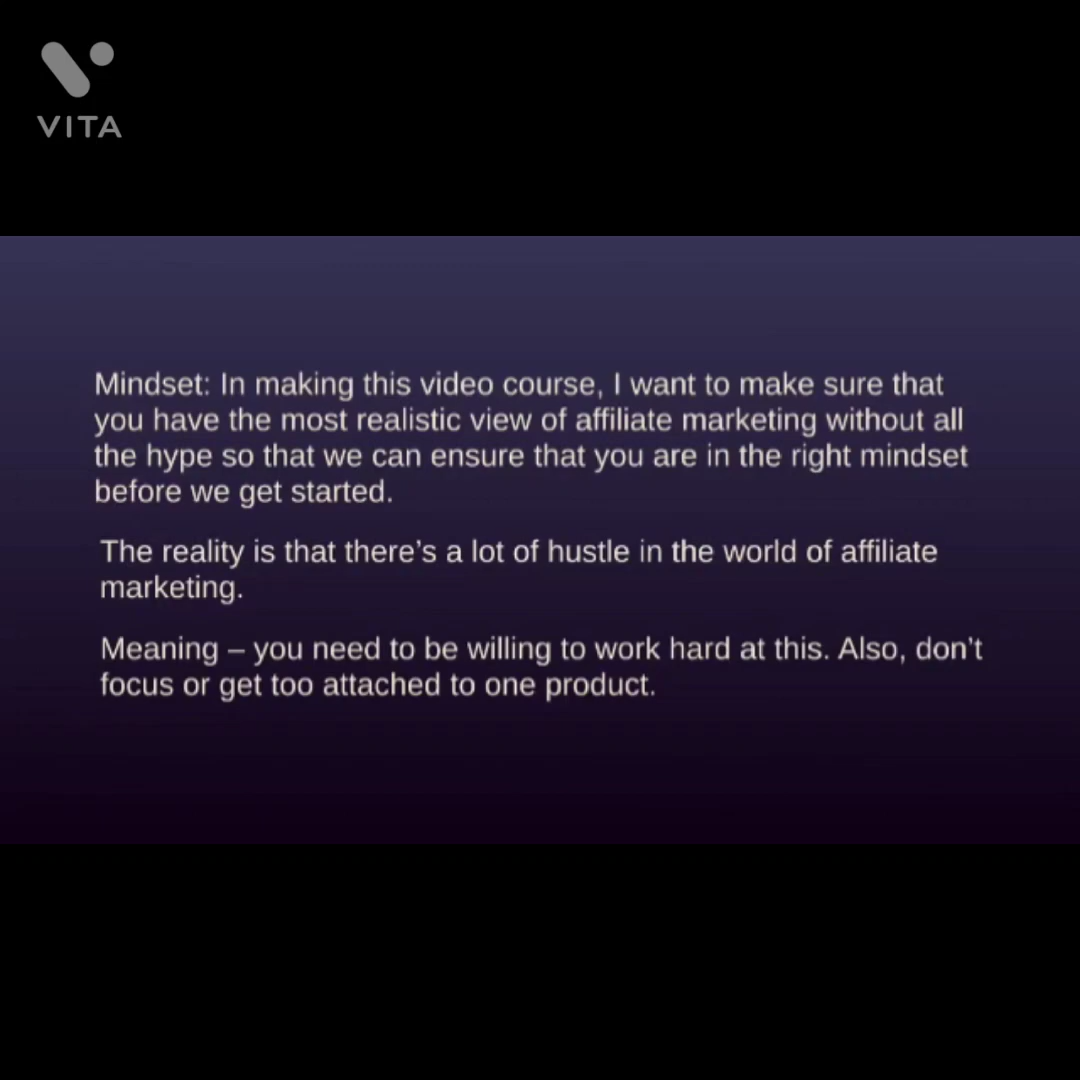 VITA
Mindset: In making this video course, I want to make sure that
you have the most realistic view of affiliate marketing without all
the hype so that we can ensure that you are in the right mindset
before we get started.
The reality is that there’s a lot of hustle in the world of affiliate
marketing.
Meaning – you need to be willing to work hard at this. Also, don’t
focus or get too attached to one product.